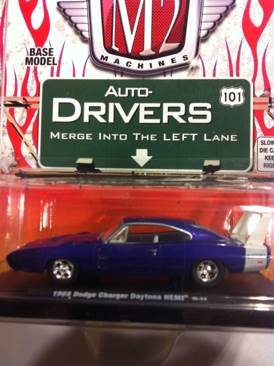 M2
BASE
MODEL
MACHINES
AUTO-
DRIVERS
101
MERGE INTO THE LEFT LANE
1969 Dodge Charger Daytona HEMI